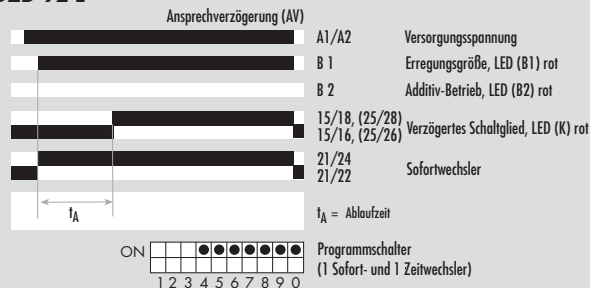 Ansprechverzögerung (AV)
A1/A2 Versorgungsspannung
B 1 Erregungsgröße, LED (B1) rot
B 2 Additiv-Betrieb, LED (B2) rot
15/18, (25/28)
15/16, (25/26) Verzögertes Schaltglied, LED (K) rot
21/24
21/22 Sofortwechsler
tA
tA = Ablaufzeit
ON
Programmschalter
(1 Sofort- und 1 Zeitwechsler)
1 2 3 4 5 6 7 8 9 0